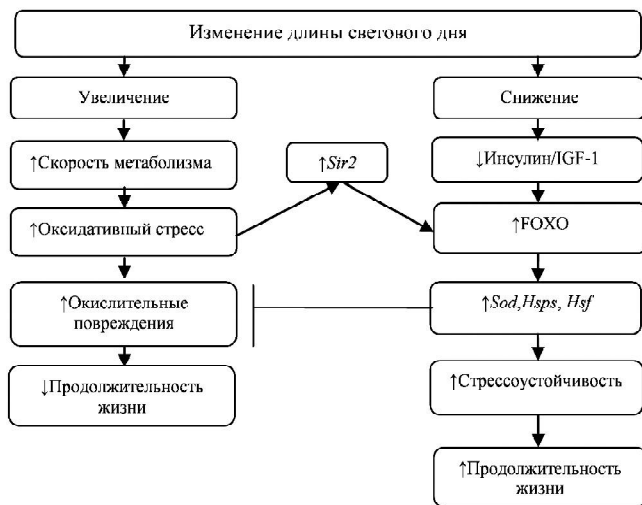 Изменение длины светового дня
Увеличение
Снижение
↑Скорость метаболизма
↑Sir2
↓Инсулин/IGF-1
↑Оксидативный стресс
↑FOXO
↑Окислительные
повреждения
↑Sod,Hsps, Hsf
↓Продолжительность
жизни
↑Стрессоустойчивость
↑Продолжительность
жизни